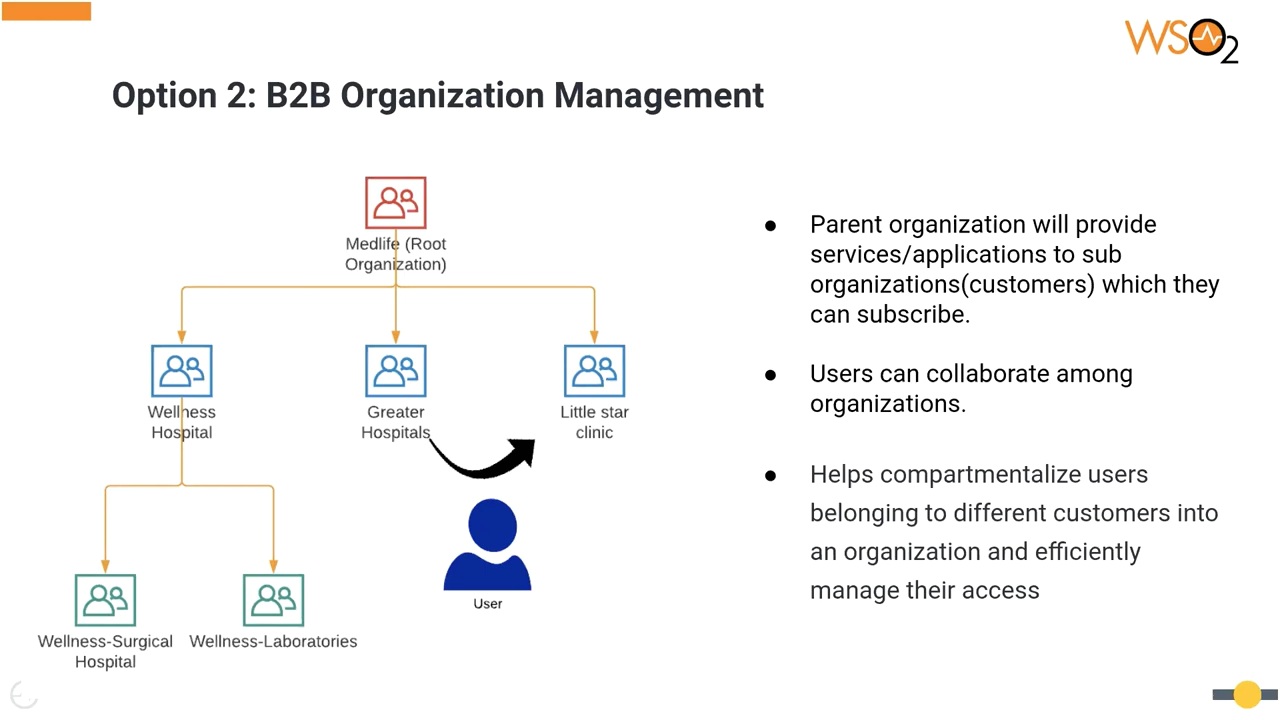 WSO2
Option 2: B2B Organization Management
Medlife (Root
Organization)
Wellness
Hospital
Greater
Hospitals
Little star
clinic
User
Wellness-Surgical
Hospital
Wellness-Laboratories
● Parent organization will provide
services/applications to sub
organizations(customers) which they
can subscribe.
● Users can collaborate among
organizations.
● Helps compartmentalize users
belonging to different customers into
an organization and efficiently
manage their access